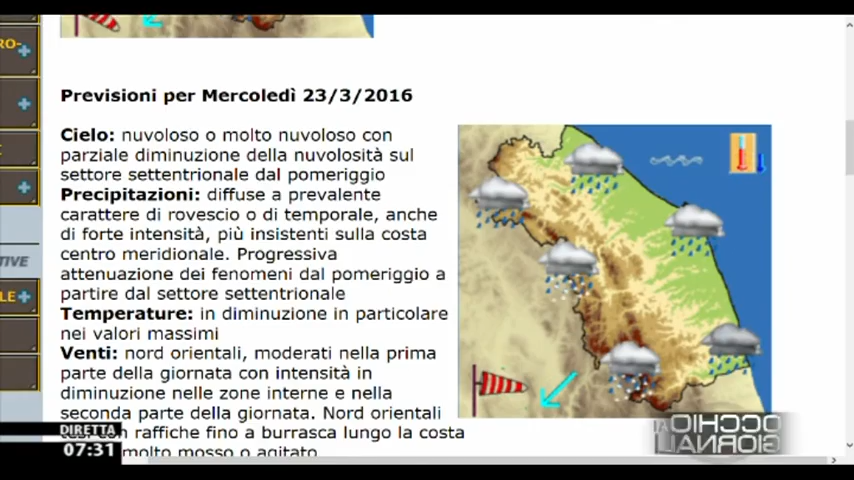 RO-
Previsioni per Mercoledì 23/3/2016
Cielo: nuvoloso o molto nuvoloso con
parziale diminuzione della nuvolosità sul
settore settentrionale dal pomeriggio
Precipitazioni: diffuse a prevalente
carattere di rovescio o di temporale, anche
di forte intensità, più insistenti sulla costa
centro meridionale. Progressiva
attenuazione dei fenomeni dal pomeriggio a
partire dal settore settentrionale
TIVE
LE
Temperature: in diminuzione in particolare
nei valori massimi
Venti: nord orientali, moderati nella prima
parte della giornata con intensità in
diminuzione nelle zone interne e nella
seconda parte della giornata. Nord orientali
raffiche fino a burrasca lungo la costa
molto mosso o agitato
DIRETTA
07:31
OCCHIO
AI
GIORNALI